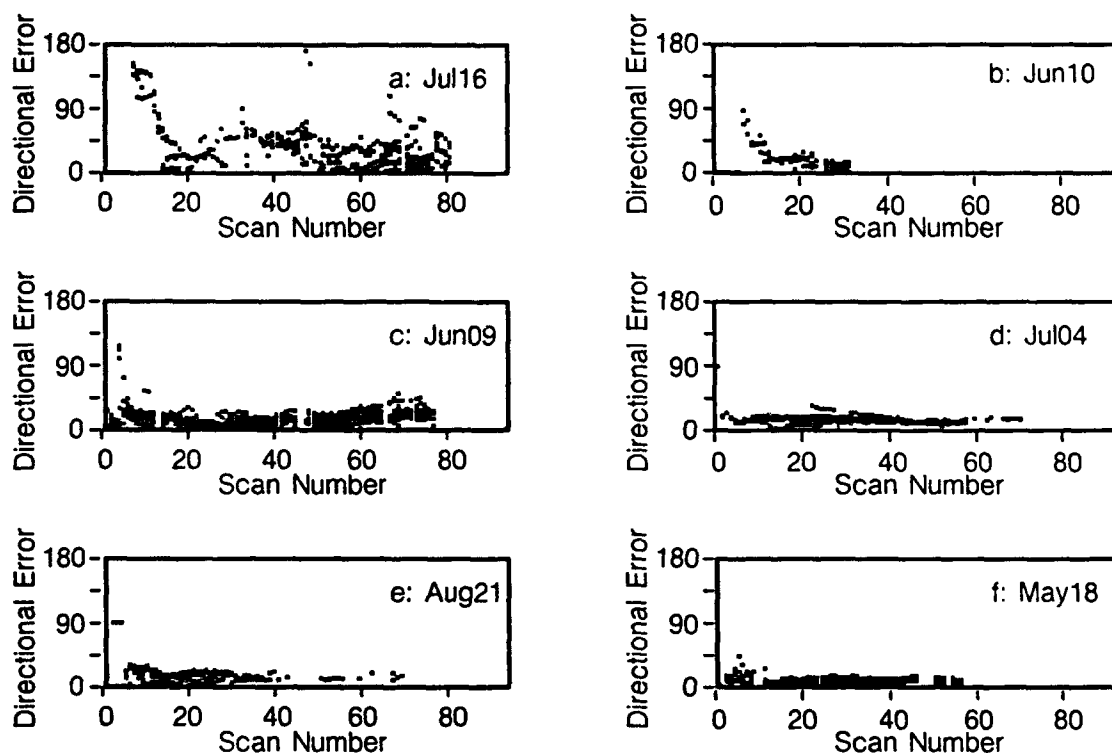 Directional Error
180
90
0
a: Jul16
0 20 40 60 80
Scan Number
Directional Error
180
90
0
b: Jun10
0 20 40 60 80
Scan Number
Directional Error
180
90
0
c: Jun09
0 20 40 60 80
Scan Number
Directional Error
180
90
0
d: Jul04
0 20 40 60 80
Scan Number
Directional Error
180
90
0
e: Aug21
0 20 40 60 80
Scan Number
Directional Error
180
90
0
f: May18
0 20 40 60 80
Scan Number